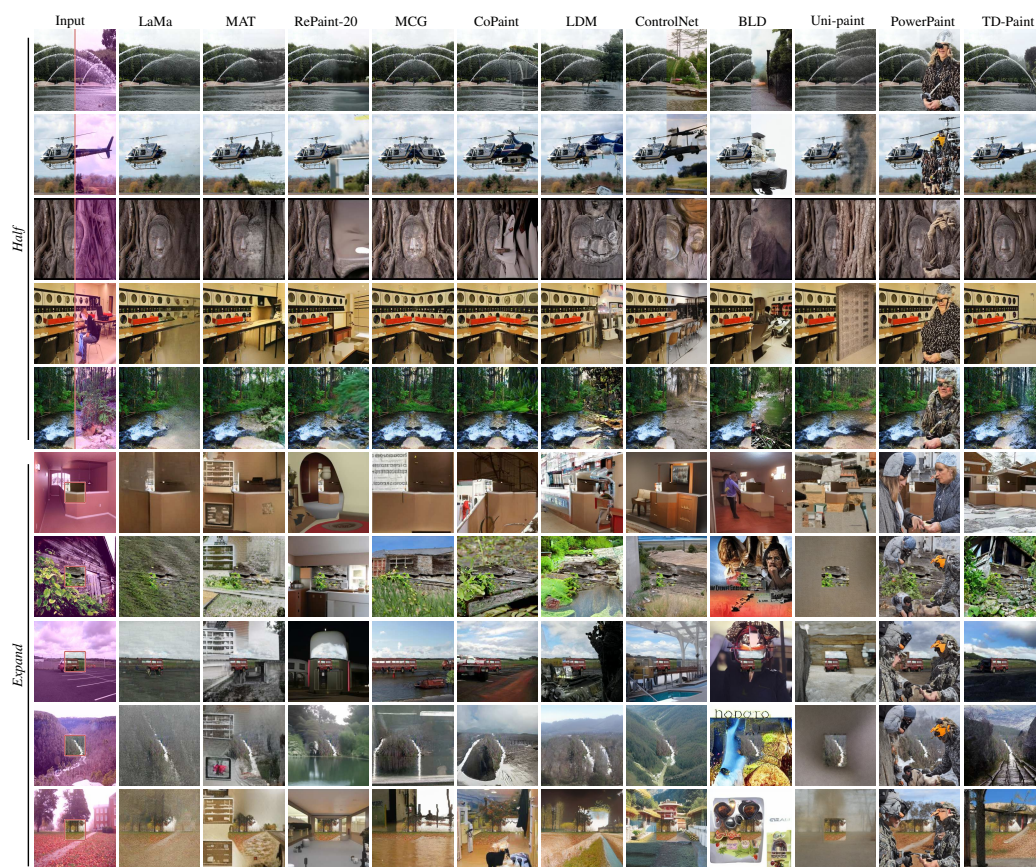 Input LaMa MAT RePaint-20 MCG CoPaint LDM ControlNet BLD Uni-paint PowerPaint TD-Paint
Half
Expand